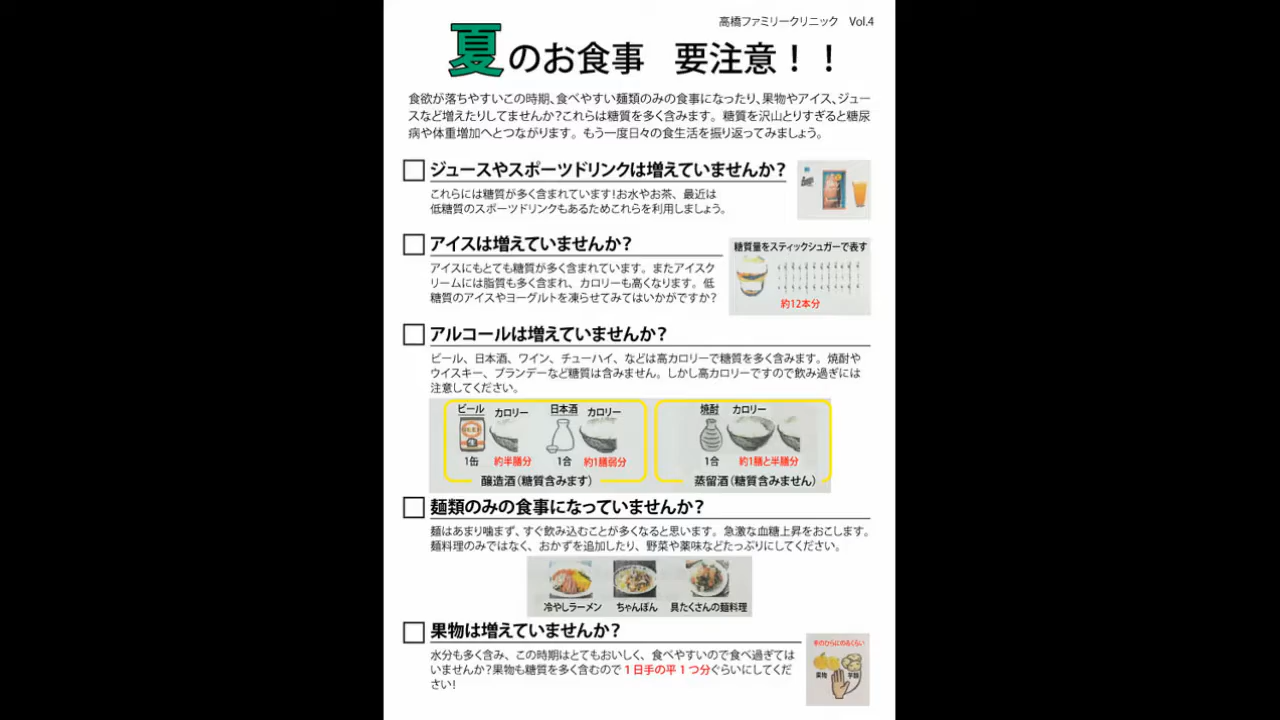 高橋ファミリークリニック Vol.4
夏のお食事 要注意！！
食欲が落ちやすいこの時期、食べやすい麺類のみの食事になったり、果物やアイス、ジュー
スなど増えたりしてませんか？これらは糖質を多く含みます。糖質を沢山とりすぎると糖尿
病や体重増加へとつながります。もう一度日々の食生活を振り返ってみましょう。
ジュースやスポーツドリンクは増えていませんか？
これらには糖質が多く含まれています！お水やお茶、最近は
低糖質のスポーツドリンクもあるためこれらを利用しましょう。
アイスは増えていませんか？
アイスにもとても糖質が多く含まれています。またアイスク
リームには脂質も多く含まれ、カロリーも高くなります。低
糖質のアイスやヨーグルトを凍らせてみてはいかがですか？
糖質量をスティックシュガーで表す
約12本分
アルコールは増えていませんか？
ビール、日本酒、ワイン、チューハイ、などは高カロリーで糖質を多く含みます。焼酎や
ウイスキー、ブランデーなど糖質は含みません。しかし高カロリーですので飲み過ぎには
注意してください。
ビール カロリー 日本酒 カロリー
1缶 約半膳分 1合 約1膳弱分
醸造酒（糖質含みます）
焼酎 カロリー
1合 約1膳と半膳分
蒸留酒（糖質含みません）
麺類のみの食事になっていませんか？
麺はあまり噛まず、すぐ飲み込むことが多くなると思います。急激な血糖上昇をおこします。
麺料理のみではなく、おかずを追加したり、野菜や薬味などたっぷりにしてください。
冷やしラーメン ちゃんぽん 具たくさんの麺料理
果物は増えていませんか？
水分も多く含み、この時期はとてもおいしく、食べやすいので食べ過ぎては
いませんか？果物も糖質を多く含むので１日手の平１つ分ぐらいにしてくだ
さい！
手のひらにのるくらい
果物 芋類